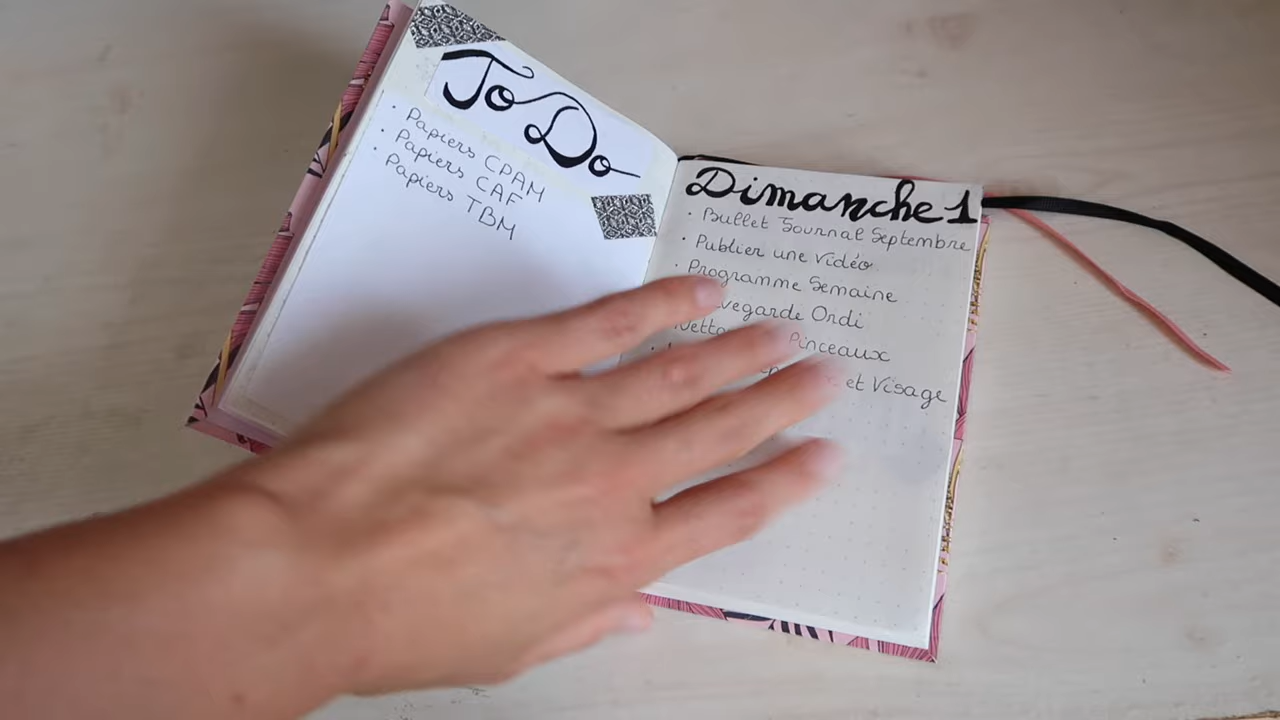 To Do
· Papiers CPAM
· Papiers CAF
· Papiers TBM
Dimanche 1
· Bullet Journal Septembre
· Publier une vidéo
· Programme Semaine
vegarde Ordi
Netto Pinceaux
et Visage